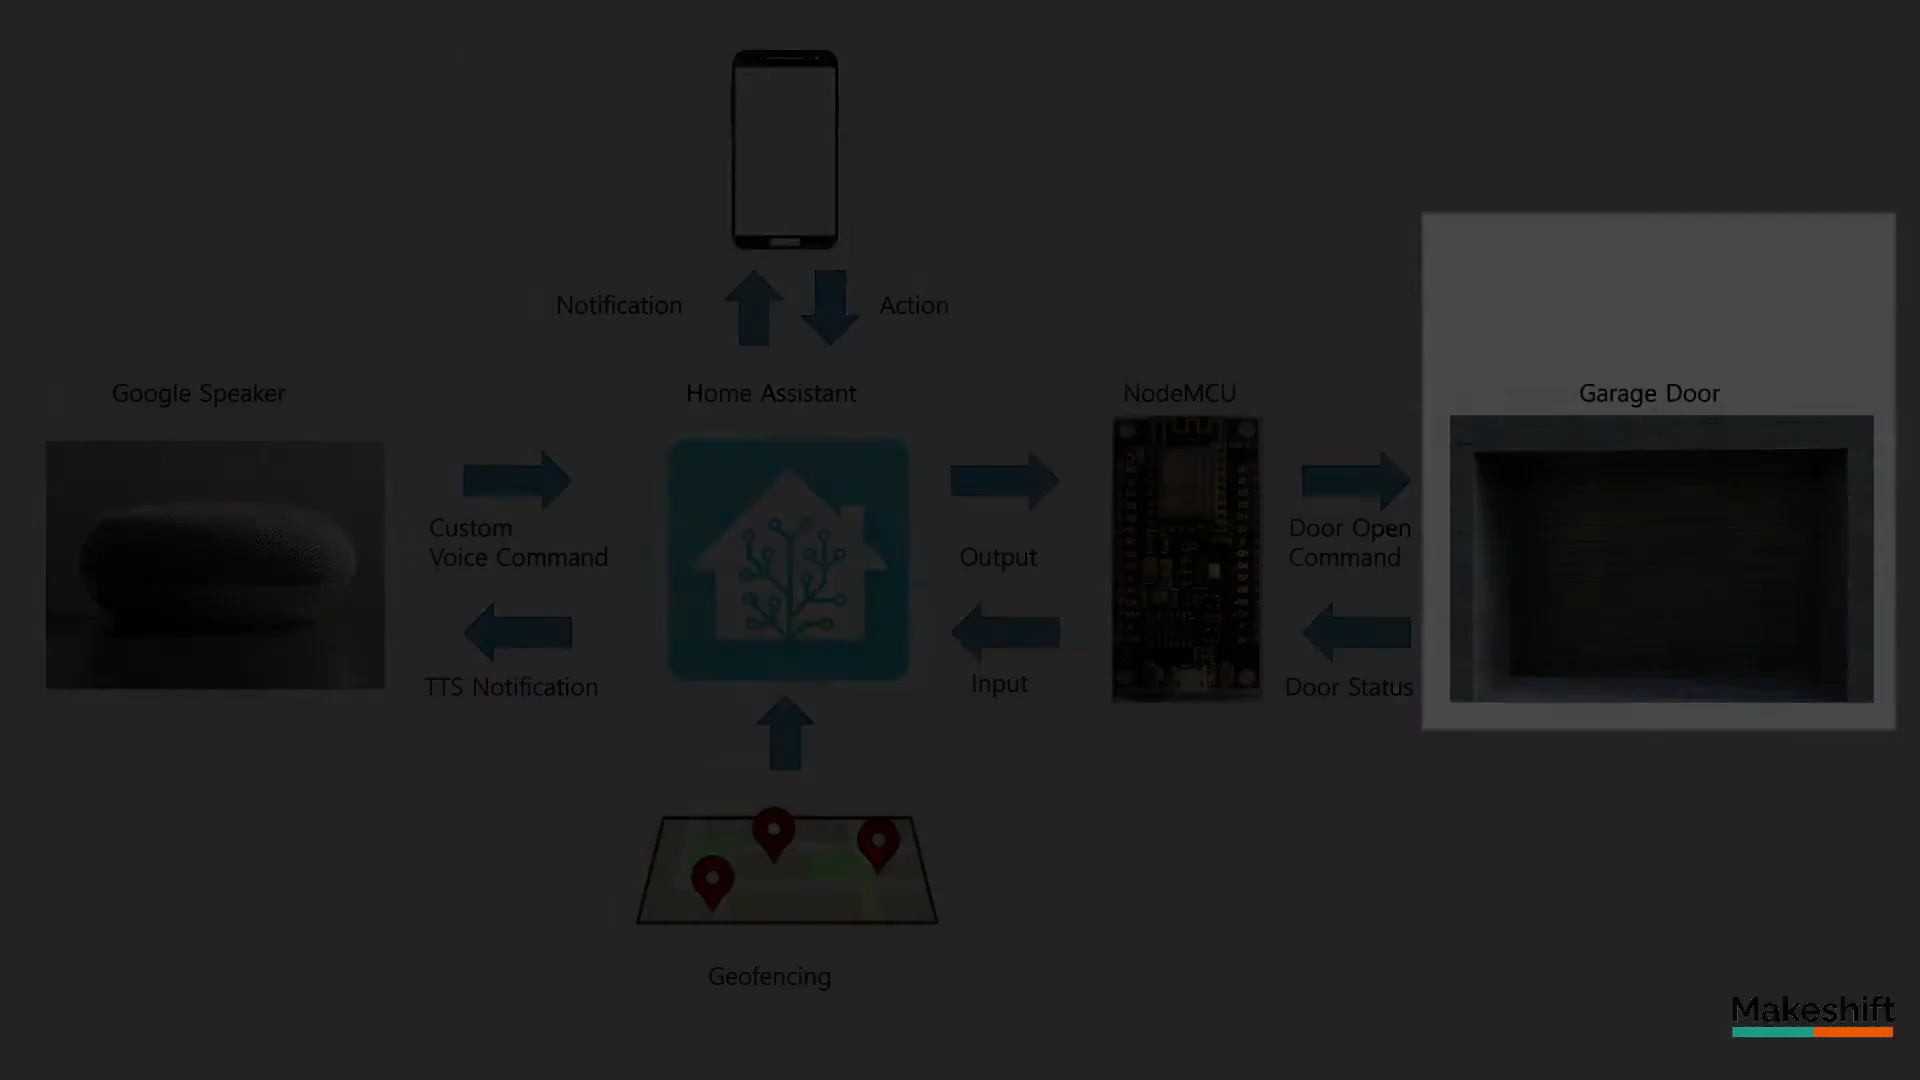 Notification
Action
Google Speaker
Home Assistant
NodeMCU
Garage Door
Custom
Voice Command
Output
Door Open
Command
TTS Notification
Input
Door Status
Geofencing
Makeshift